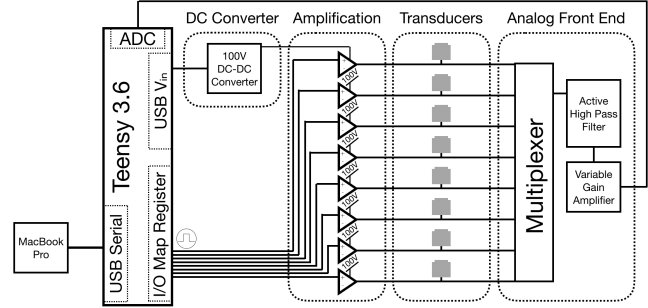 DC Converter Amplification Transducers Analog Front End
ADC
100V
DC-DC
Converter
Teensy 3.6
USB Vin
I/O Map Register
USB Serial
MacBook
Pro
100V
100V
100V
100V
100V
100V
100V
100V
Multiplexer
Active
High Pass
Filter
Variable
Gain
Amplifier